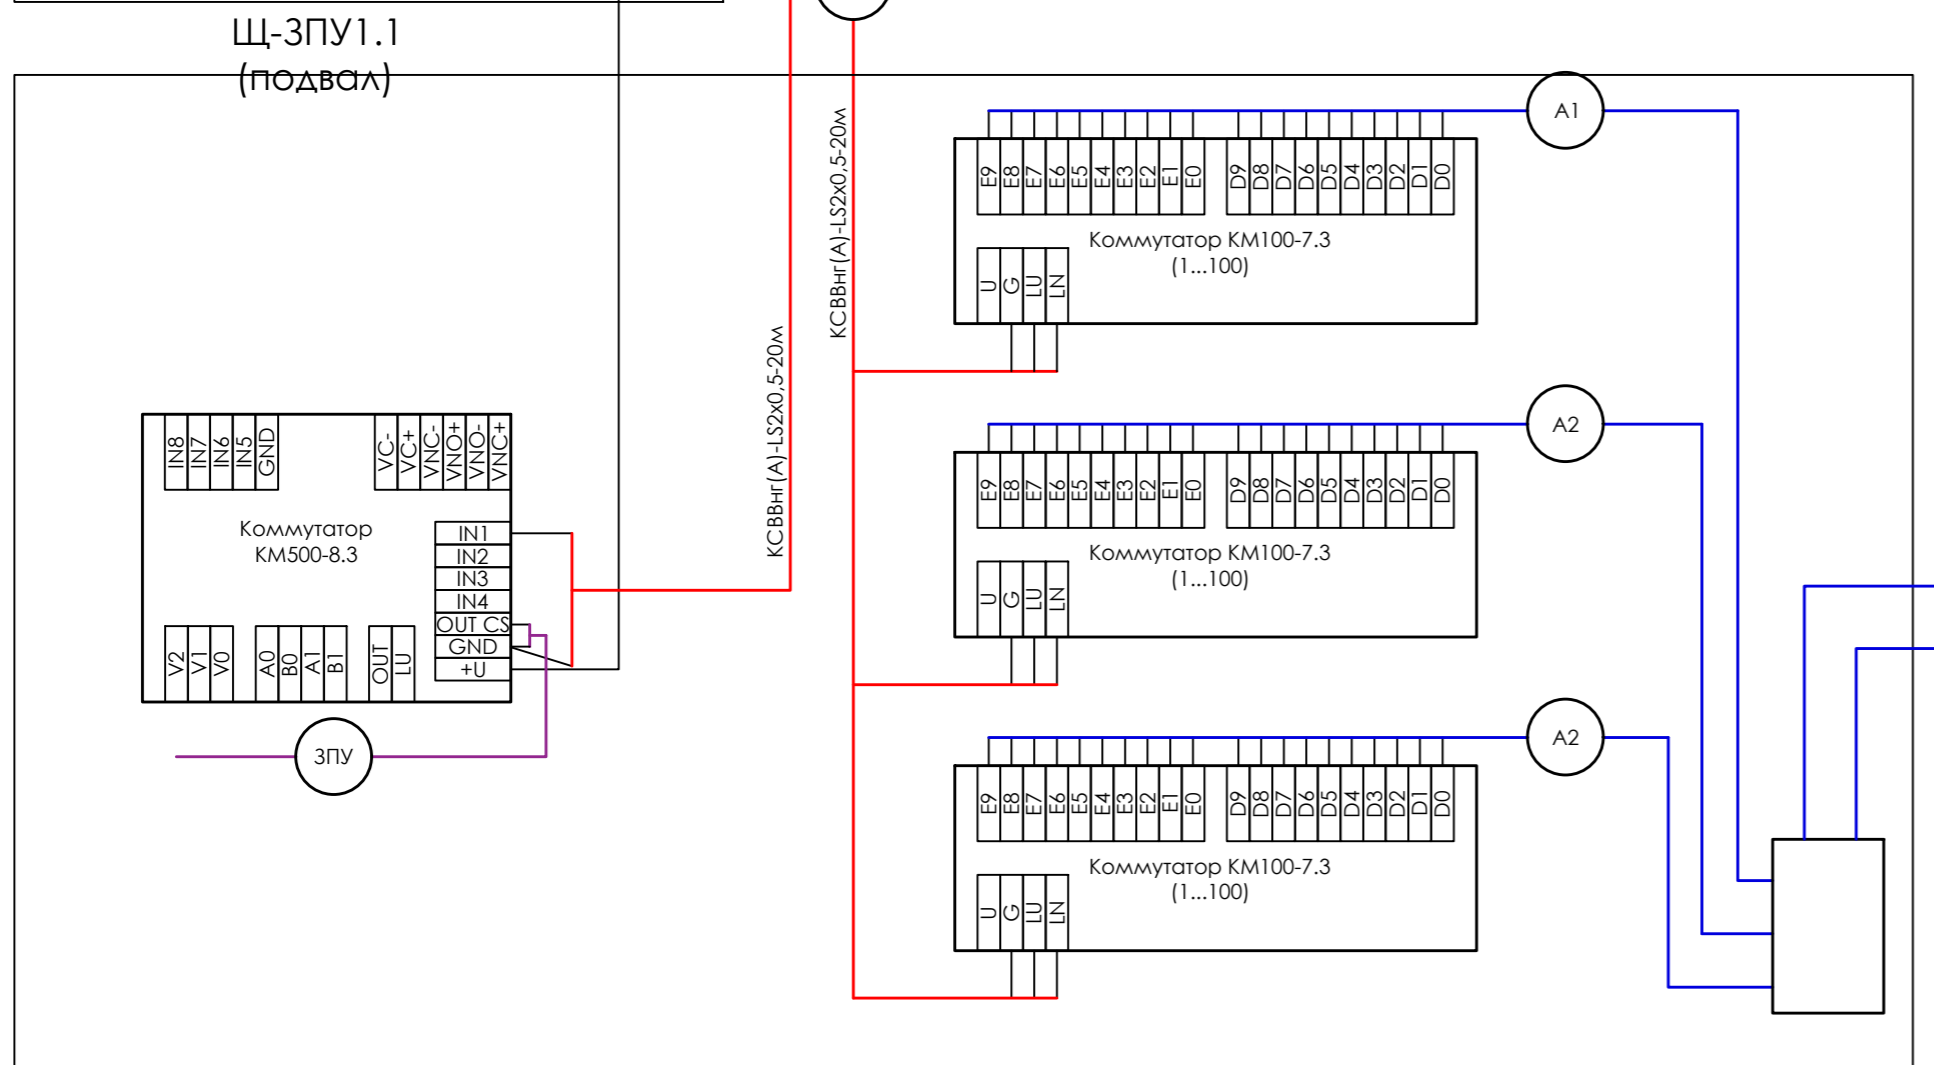 Щ-ЗПУ1.1
(подвал)
A1
КСВВнг(А)-LS2x0,5-20м
E9 E8 E7 E6 E5 E4 E3 E2 E1 E0 D9 D8 D7 D6 D5 D4 D3 D2 D1 D0
Коммутатор КМ100-7.3
(1...100)
U G LU LN
КСВВнг(А)-LS2x0,5-20м
A2
E9 E8 E7 E6 E5 E4 E3 E2 E1 E0 D9 D8 D7 D6 D5 D4 D3 D2 D1 D0
Коммутатор КМ100-7.3
(1...100)
U G LU LN
IN8 IN7 IN6 IN5 GND
VC- VC+ VNC- VNO+ VNO- VNC+
Коммутатор
КМ500-8.3
IN1
IN2
IN3
IN4
OUT CS
GND
+U
V2 V1 V0 A0 B0 A1 B1 OUT LU
ЗПУ
A2
E9 E8 E7 E6 E5 E4 E3 E2 E1 E0 D9 D8 D7 D6 D5 D4 D3 D2 D1 D0
Коммутатор КМ100-7.3
(1...100)
U G LU LN